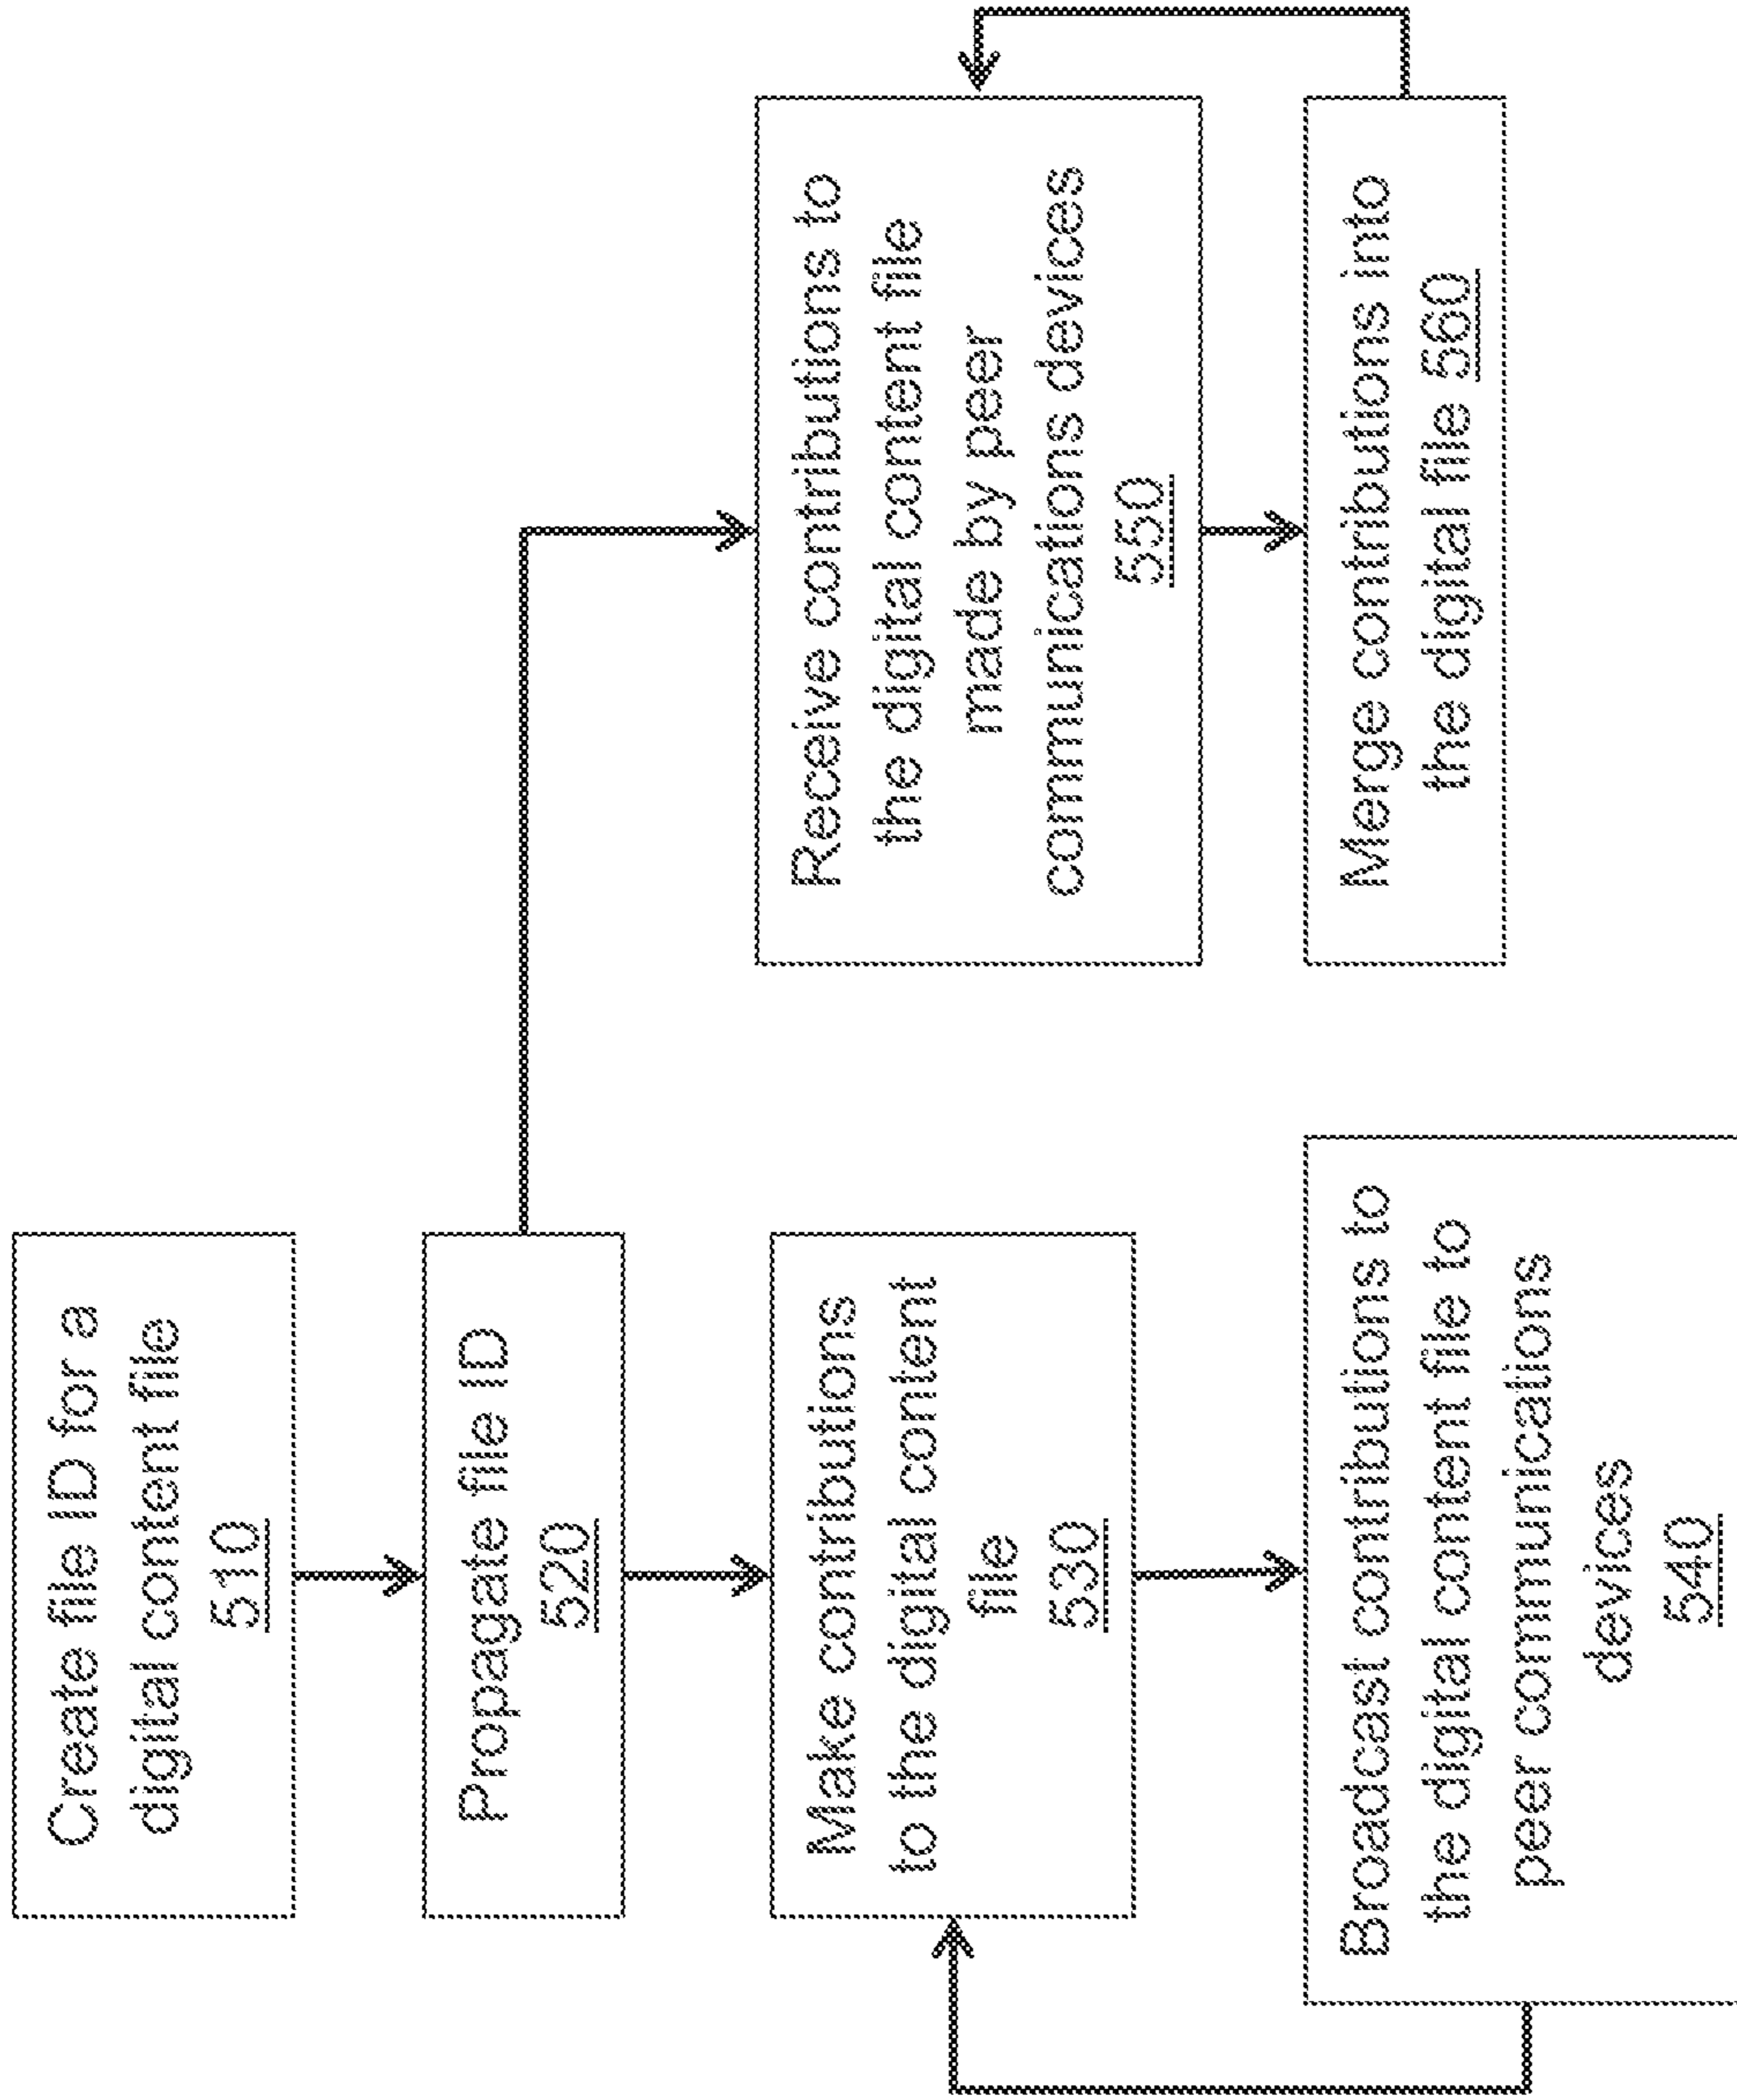 Create file ID for a
digital content file
510
Propagate file ID
520
Make contributions
to the digital content
file
530
Broadcast contributions to
the digital content file to
peer communications
devices
540
Receive contributions to
the digital content file
made by peer
communications devices
550
Merge contributions into
the digital file 560